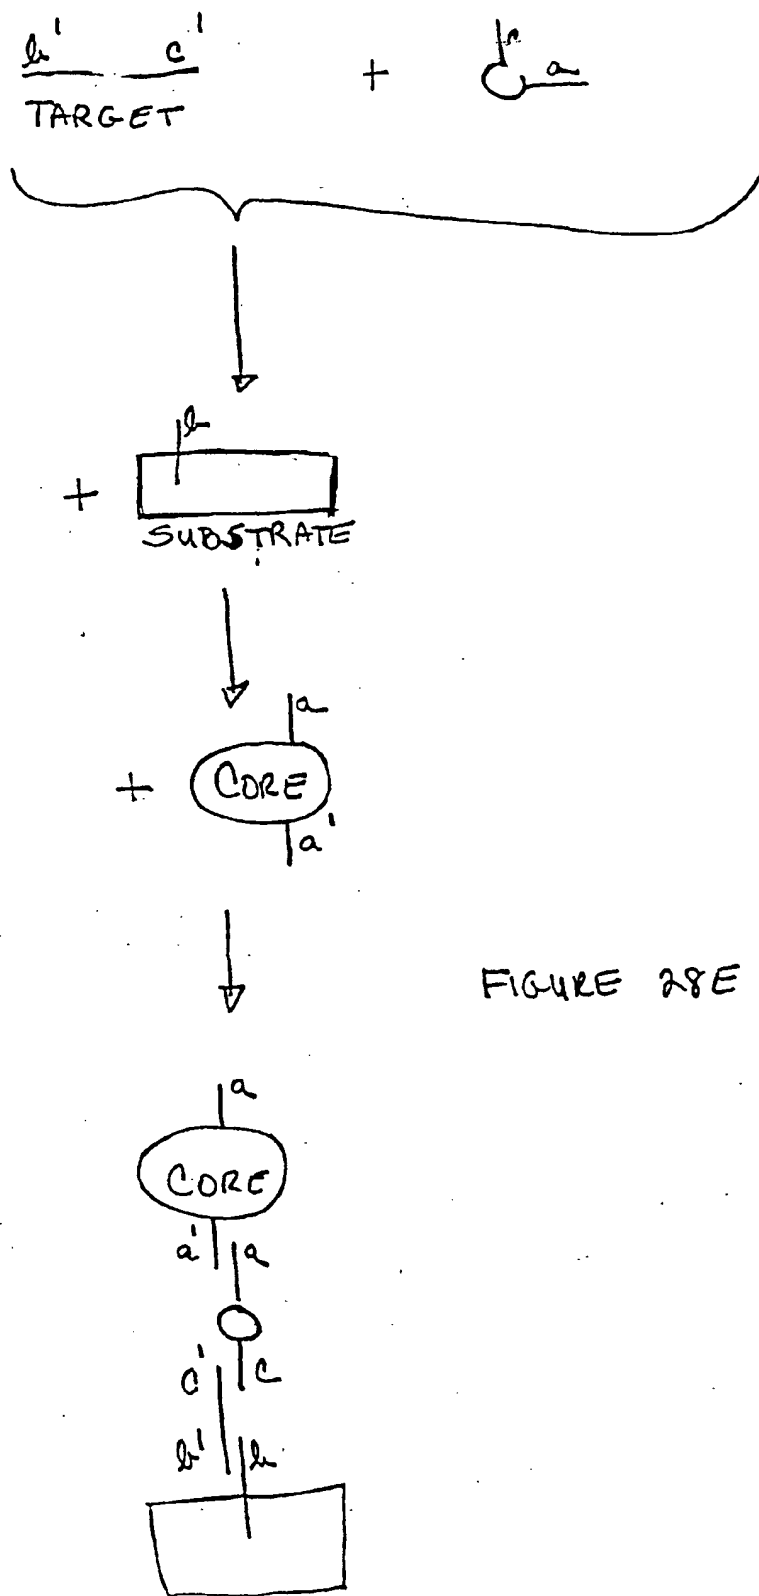 b' c' + c a
TARGET
b
+
SUBSTRATE
a
+ CORE
a'
FIGURE 28E
a
CORE
a' a
c' c
b' b